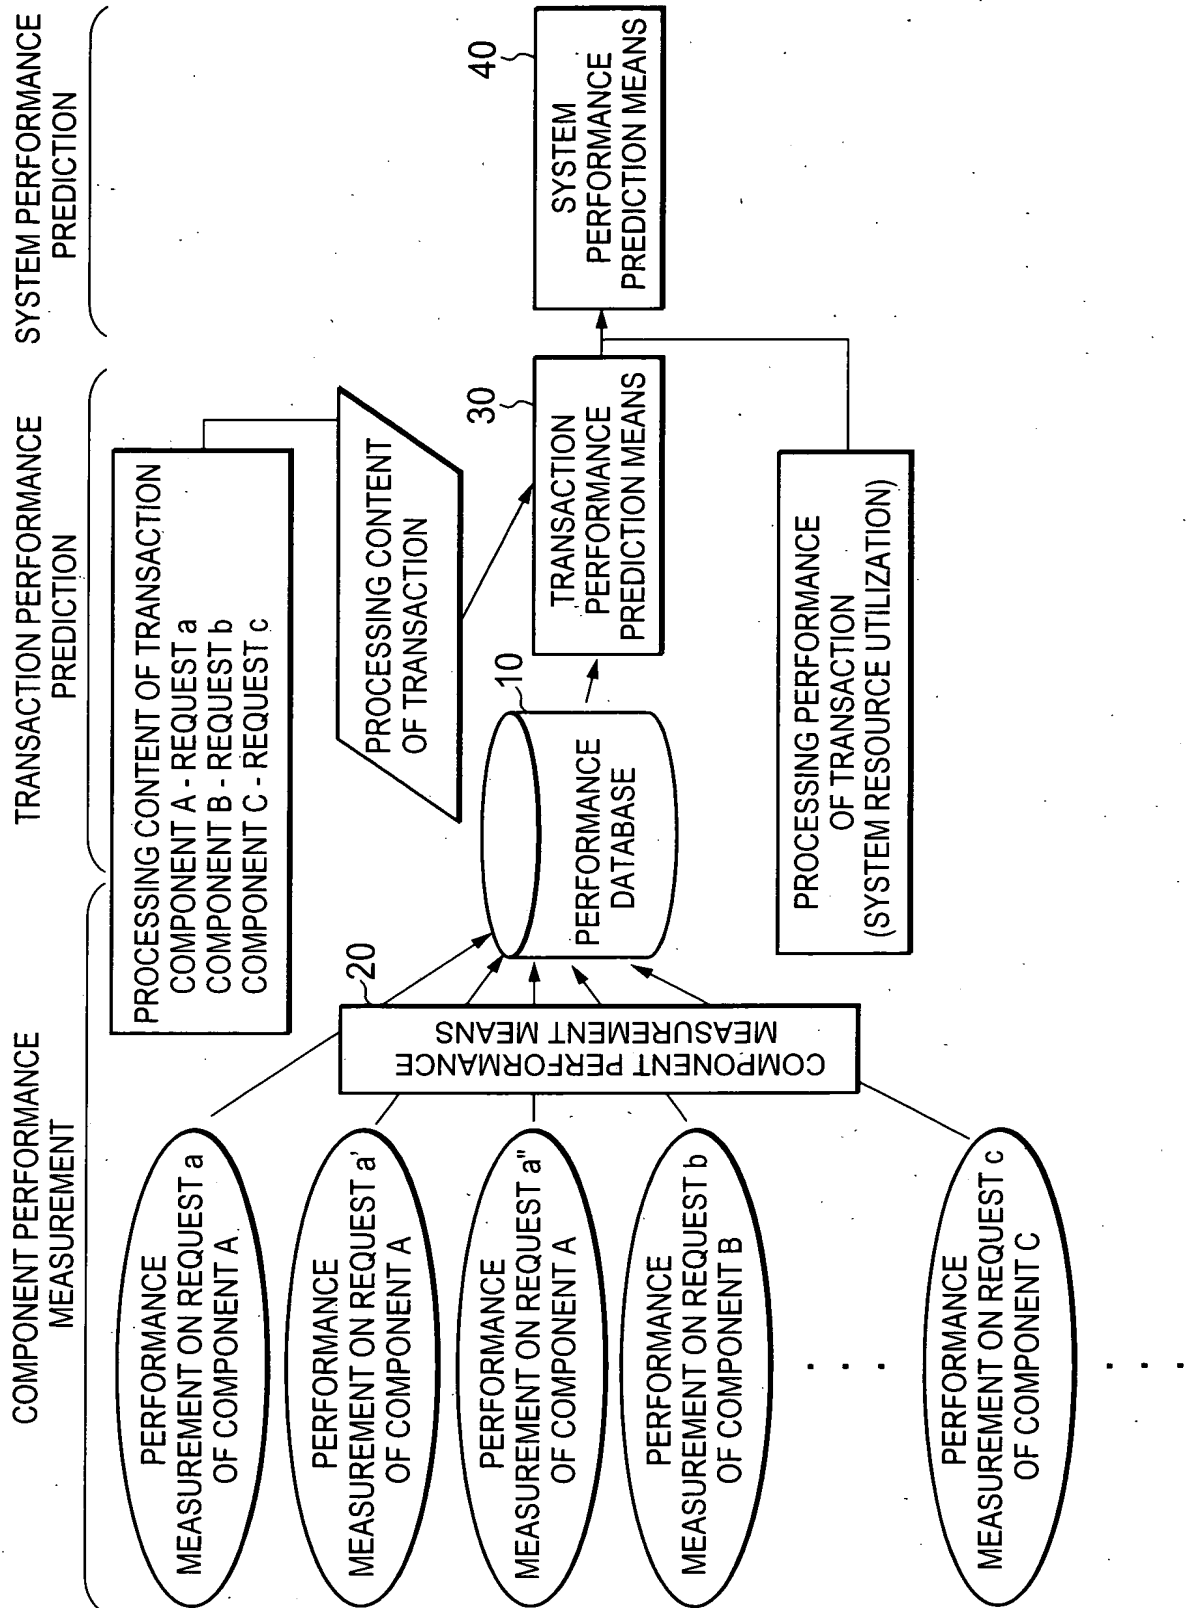 COMPONENT PERFORMANCE
MEASUREMENT
TRANSACTION PERFORMANCE
PREDICTION
SYSTEM PERFORMANCE
PREDICTION
PERFORMANCE
MEASUREMENT ON REQUEST a
OF COMPONENT A
PERFORMANCE
MEASUREMENT ON REQUEST a'
OF COMPONENT A
PERFORMANCE
MEASUREMENT ON REQUEST a"
OF COMPONENT A
PERFORMANCE
MEASUREMENT ON REQUEST b
OF COMPONENT B
. . .
PERFORMANCE
MEASUREMENT ON REQUEST c
OF COMPONENT C
. . .
20
COMPONENT PERFORMANCE
MEASUREMENT MEANS
PROCESSING CONTENT OF TRANSACTION
COMPONENT A - REQUEST a
COMPONENT B - REQUEST b
COMPONENT C - REQUEST c
PROCESSING CONTENT
OF TRANSACTION
10
PERFORMANCE
DATABASE
30
TRANSACTION
PERFORMANCE
PREDICTION MEANS
PROCESSING PERFORMANCE
OF TRANSACTION
(SYSTEM RESOURCE UTILIZATION)
40
SYSTEM
PERFORMANCE
PREDICTION MEANS